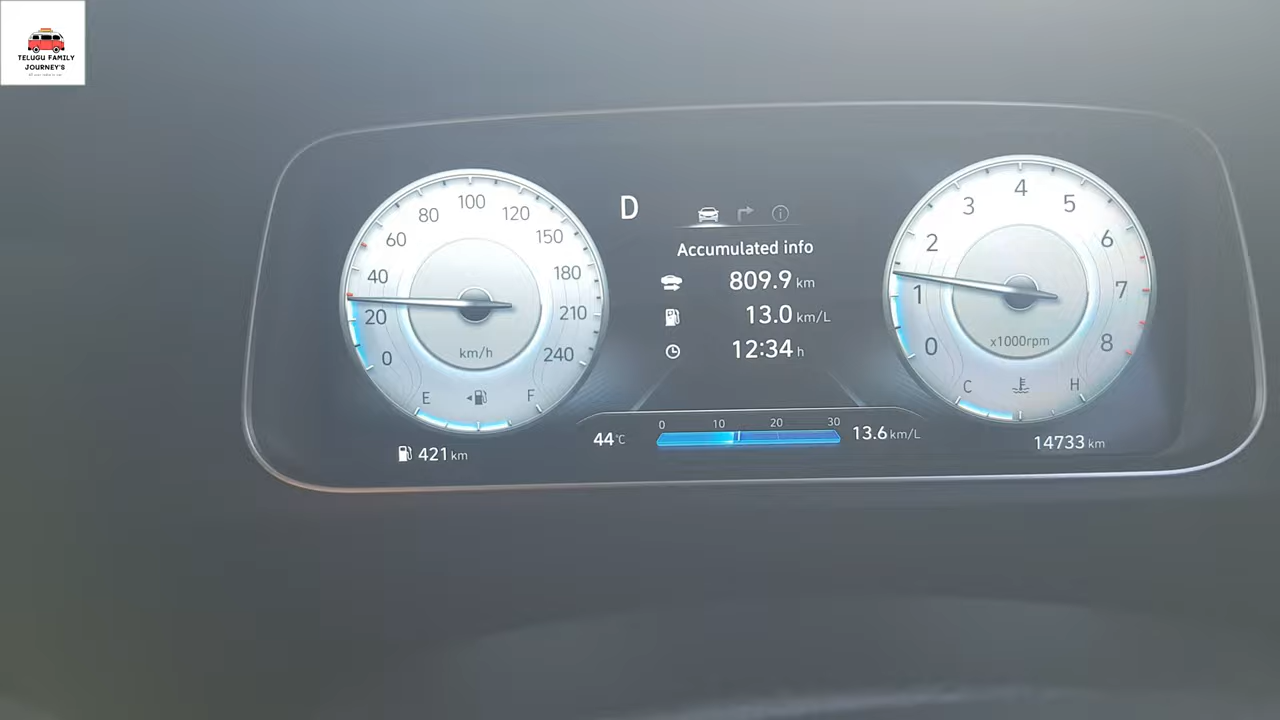 TELUGU FAMILY
JOURNEY'S
0
20
40
60
80
100
120
150
180
210
240
km/h
E
F
421 km
D
Accumulated info
809.9 km
13.0 km/L
12:34 h
44°C
0 10 20 30
13.6 km/L
0
1
2
3
4
5
6
7
8
x1000rpm
C
H
14733 km